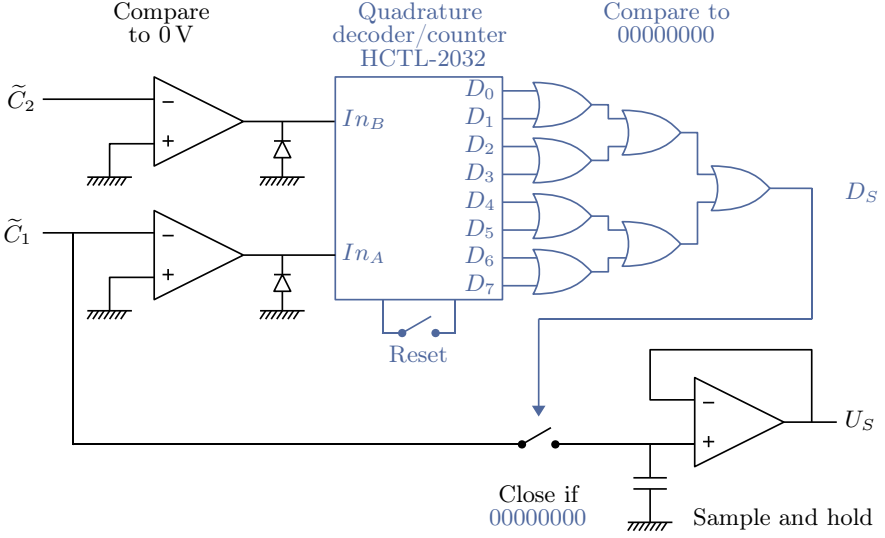 Compare
to 0 V
Quadrature
decoder/counter
HCTL-2032
Compare to
00000000
C̃₂
−
+
In_B
D₀
D₁
D₂
D₃
D₄
D₅
D₆
D₇
D_S
C̃₁
−
+
In_A
Reset
−
+
U_S
Close if
00000000
Sample and hold